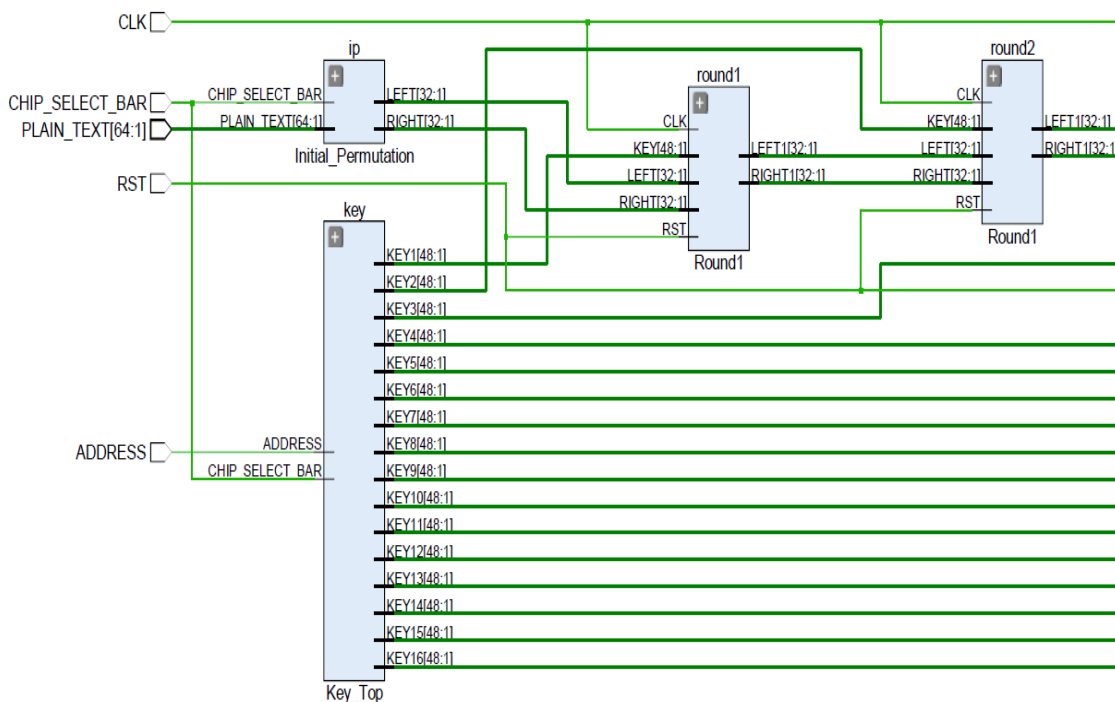 CLK
CHIP_SELECT_BAR
PLAIN_TEXT[64:1]
RST
ADDRESS
ip
CHIP_SELECT_BAR
PLAIN_TEXT[64:1]
LEFT[32:1]
RIGHT[32:1]
Initial_Permutation
key
ADDRESS
CHIP_SELECT_BAR
KEY1[48:1]
KEY2[48:1]
KEY3[48:1]
KEY4[48:1]
KEY5[48:1]
KEY6[48:1]
KEY7[48:1]
KEY8[48:1]
KEY9[48:1]
KEY10[48:1]
KEY11[48:1]
KEY12[48:1]
KEY13[48:1]
KEY14[48:1]
KEY15[48:1]
KEY16[48:1]
Key_Top
round1
CLK
KEY[48:1]
LEFT[32:1]
RIGHT[32:1]
RST
LEFT1[32:1]
RIGHT1[32:1]
Round1
round2
CLK
KEY[48:1]
LEFT[32:1]
RIGHT[32:1]
RST
LEFT1[32:1]
RIGHT1[32:1
Round1